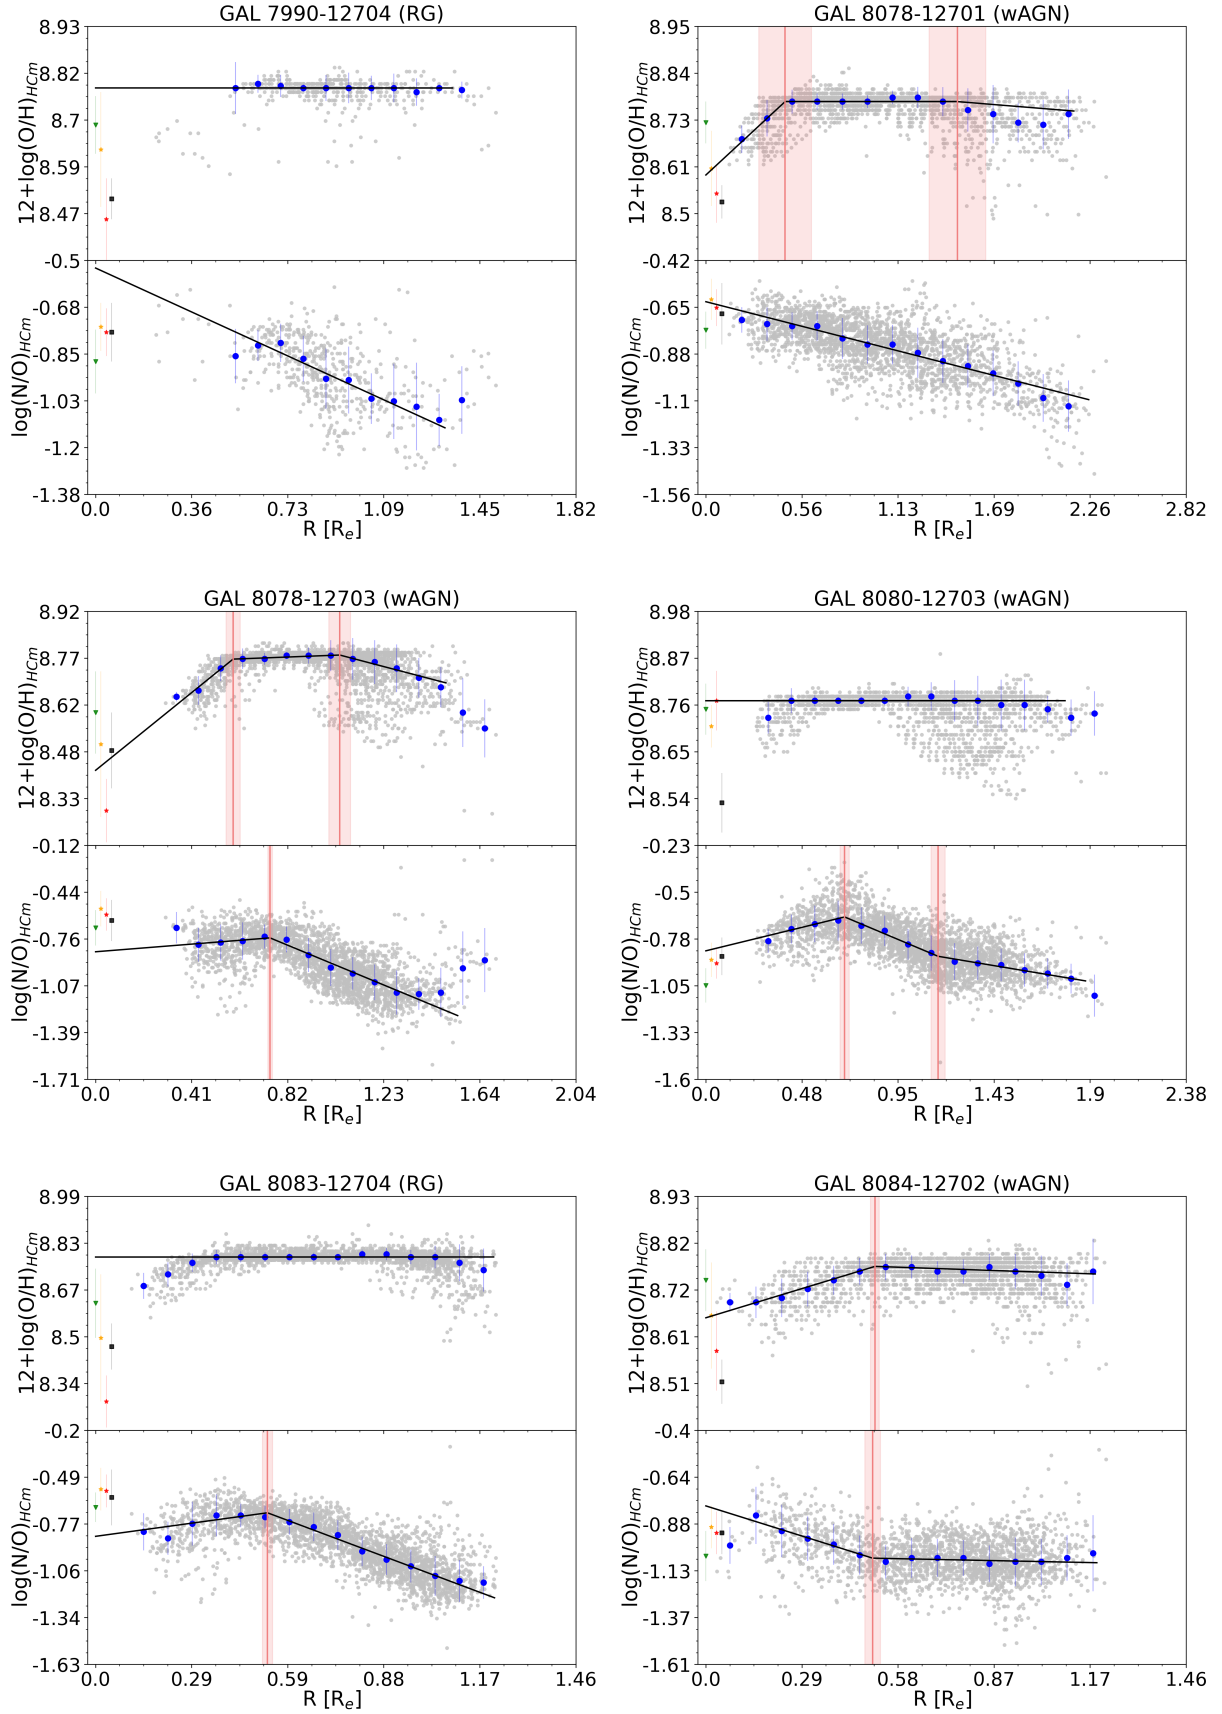 GAL 7990-12704 (RG)
12+log(O/H)HCm
8.93
8.82
8.7
8.59
8.47
-0.5
log(N/O)HCm
-0.68
-0.85
-1.03
-1.2
-1.38
0.0 0.36 0.73 1.09 1.45 1.82
R [Re]
GAL 8078-12701 (wAGN)
12+log(O/H)HCm
8.95
8.84
8.73
8.61
8.5
-0.42
log(N/O)HCm
-0.65
-0.88
-1.1
-1.33
-1.56
0.0 0.56 1.13 1.69 2.26 2.82
R [Re]
GAL 8078-12703 (wAGN)
12+log(O/H)HCm
8.92
8.77
8.62
8.48
8.33
-0.12
log(N/O)HCm
-0.44
-0.76
-1.07
-1.39
-1.71
0.0 0.41 0.82 1.23 1.64 2.04
R [Re]
GAL 8080-12703 (wAGN)
12+log(O/H)HCm
8.98
8.87
8.76
8.65
8.54
-0.23
log(N/O)HCm
-0.5
-0.78
-1.05
-1.33
-1.6
0.0 0.48 0.95 1.43 1.9 2.38
R [Re]
GAL 8083-12704 (RG)
12+log(O/H)HCm
8.99
8.83
8.67
8.5
8.34
-0.2
log(N/O)HCm
-0.49
-0.77
-1.06
-1.34
-1.63
0.0 0.29 0.59 0.88 1.17 1.46
R [Re]
GAL 8084-12702 (wAGN)
12+log(O/H)HCm
8.93
8.82
8.72
8.61
8.51
-0.4
log(N/O)HCm
-0.64
-0.88
-1.13
-1.37
-1.61
0.0 0.29 0.58 0.87 1.17 1.46
R [Re]